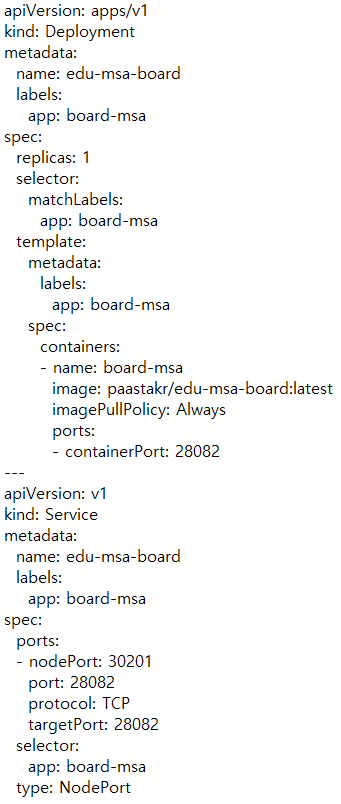 apiVersion: apps/v1
kind: Deployment
metadata:
  name: edu-msa-board
  labels:
    app: board-msa
spec:
  replicas: 1
  selector:
    matchLabels:
      app: board-msa
  template:
    metadata:
      labels:
        app: board-msa
    spec:
      containers:
      - name: board-msa
        image: paastakr/edu-msa-board:latest
        imagePullPolicy: Always
        ports:
        - containerPort: 28082
---
apiVersion: v1
kind: Service
metadata:
  name: edu-msa-board
  labels:
    app: board-msa
spec:
  ports:
  - nodePort: 30201
    port: 28082
    protocol: TCP
    targetPort: 28082
  selector:
    app: board-msa
  type: NodePort